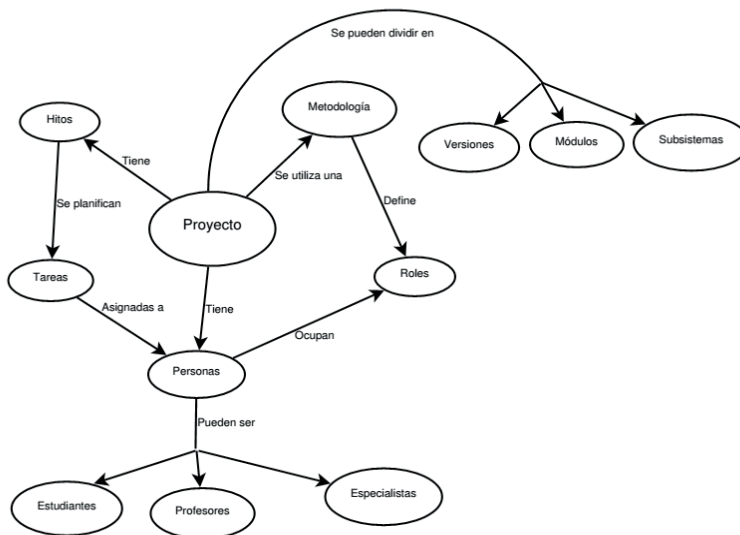 Se pueden dividir en
Metodología
Hitos
Versiones
Módulos
Subsistemas
Tiene
Se utiliza una
Se planifican
Define
Proyecto
Tareas
Roles
Asignadas a
Tiene
Ocupan
Personas
Pueden ser
Estudiantes
Profesores
Especialistas